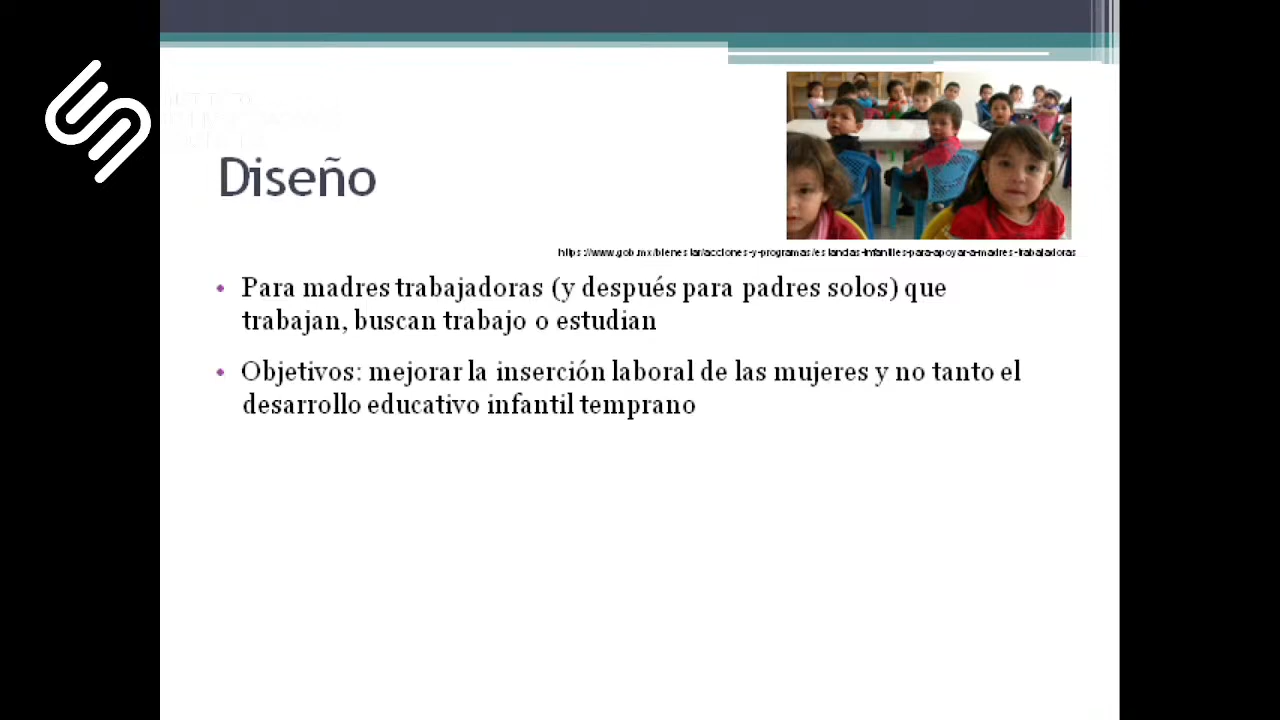 Diseño
https://www.gob.mx/bienestar/acciones-y-programas/estancias-infantiles-para-apoyar-a-madres-trabajadoras
Para madres trabajadoras (y después para padres solos) que
trabajan, buscan trabajo o estudian
Objetivos: mejorar la inserción laboral de las mujeres y no tanto el
desarrollo educativo infantil temprano